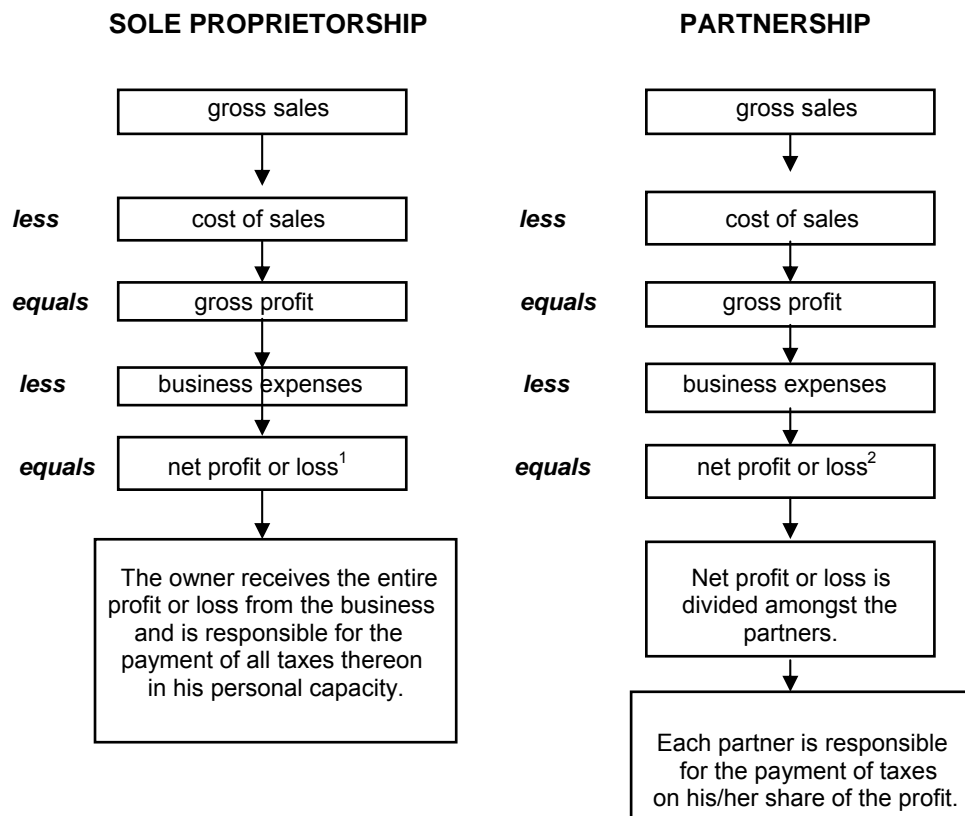 SOLE PROPRIETORSHIP
gross sales
less
cost of sales
equals
gross profit
less
business expenses
equals
net profit or loss1
The owner receives the entire
profit or loss from the business
and is responsible for the
payment of all taxes thereon
in his personal capacity.
PARTNERSHIP
gross sales
less
cost of sales
equals
gross profit
less
business expenses
equals
net profit or loss2
Net profit or loss is
divided amongst the
partners.
Each partner is responsible
for the payment of taxes
on his/her share of the profit.